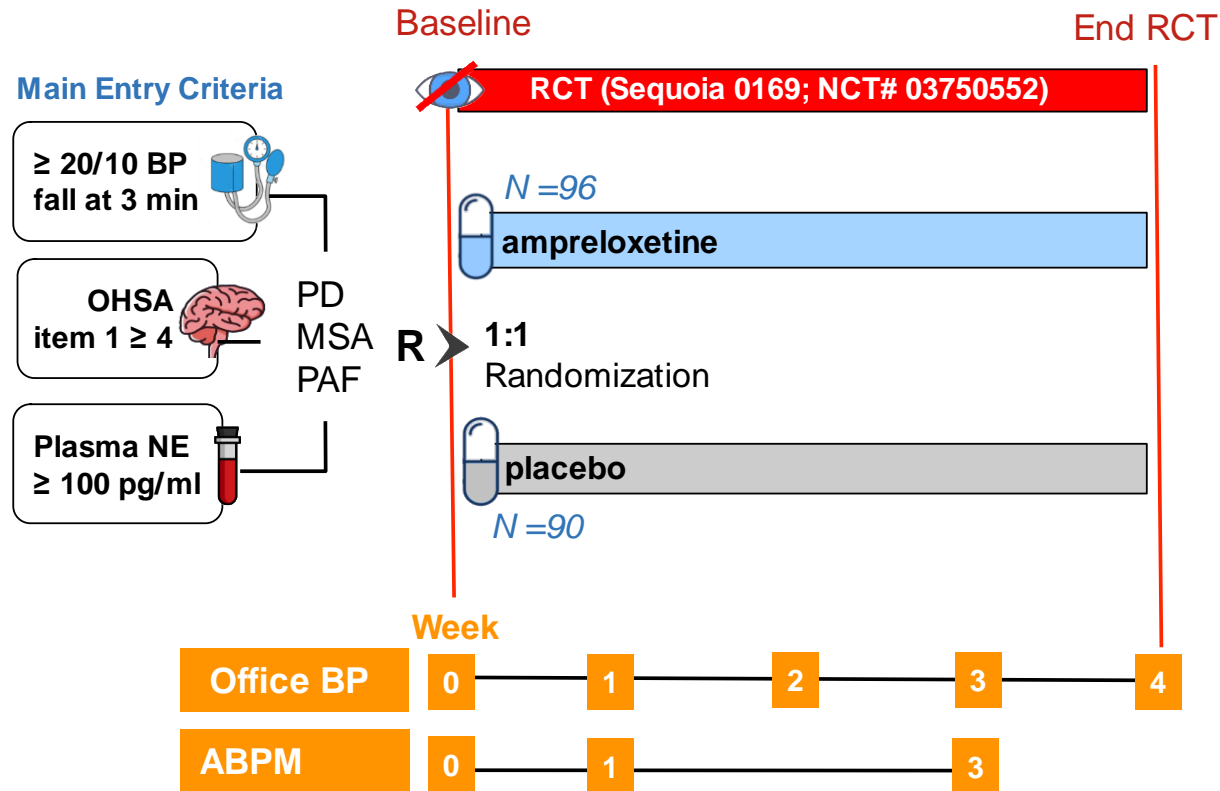 Baseline
End RCT
Main Entry Criteria
RCT (Sequoia 0169; NCT# 03750552)
≥ 20/10 BP
fall at 3 min
N =96
ampreloxetine
OHSA
item 1 ≥ 4
PD
MSA
PAF
R
1:1
Randomization
Plasma NE
≥ 100 pg/ml
placebo
N =90
Week
Office BP 0 1 2 3 4
ABPM 0 1 3